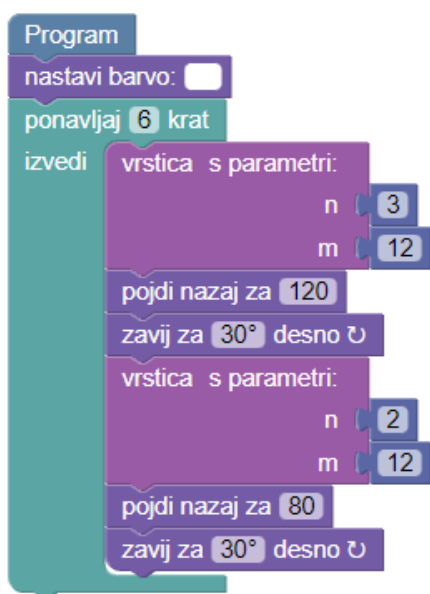 Program
nastavi barvo:
ponavljaj 6 krat
izvedi vrstica s parametri:
n 3
m 12
pojdi nazaj za 120
zavij za 30° desno ↻
vrstica s parametri:
n 2
m 12
pojdi nazaj za 80
zavij za 30° desno ↻